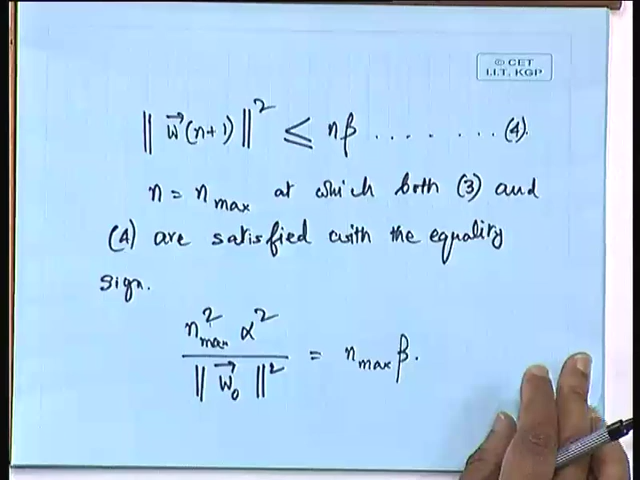 © CET
I.I.T. KGP
|| w⃗(n+1) ||² ≤ nβ ........ (4).
n = n_max at which both (3) and
(4) are satisfied with the equality
sign.
n²_max α² / || w⃗₀ ||² = n_max β.